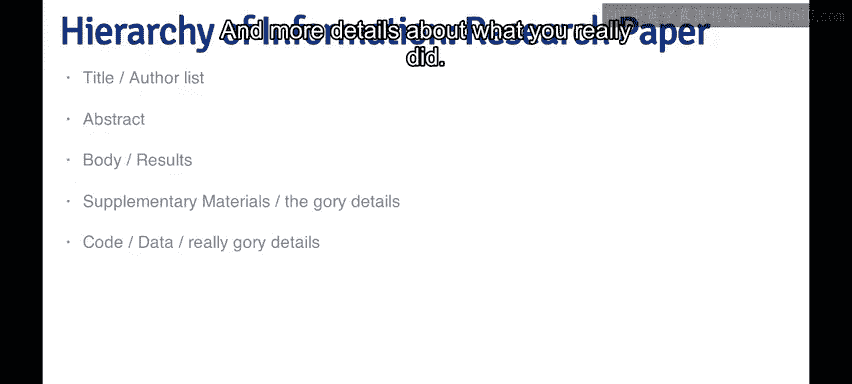 Hierarchy of Information: Research Paper
And more details about what you really
did.
· Title / Author list
· Abstract
· Body / Results
· Supplementary Materials / the gory details
· Code / Data / really gory details